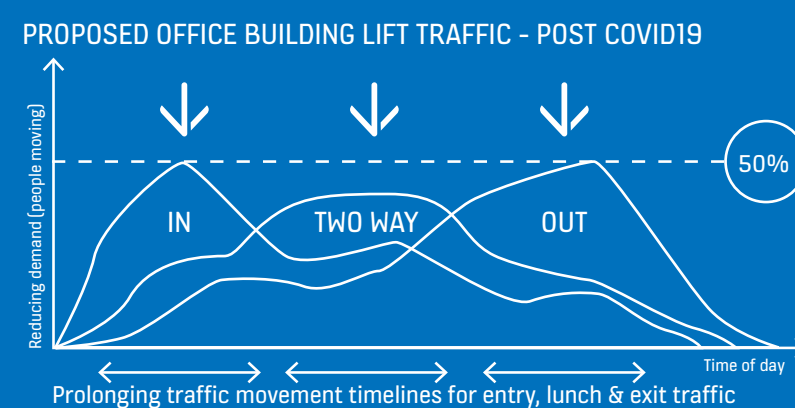 PROPOSED OFFICE BUILDING LIFT TRAFFIC - POST COVID19
Reducing demand (people moving)
50%
IN
TWO WAY
OUT
Time of day
Prolonging traffic movement timelines for entry, lunch & exit traffic